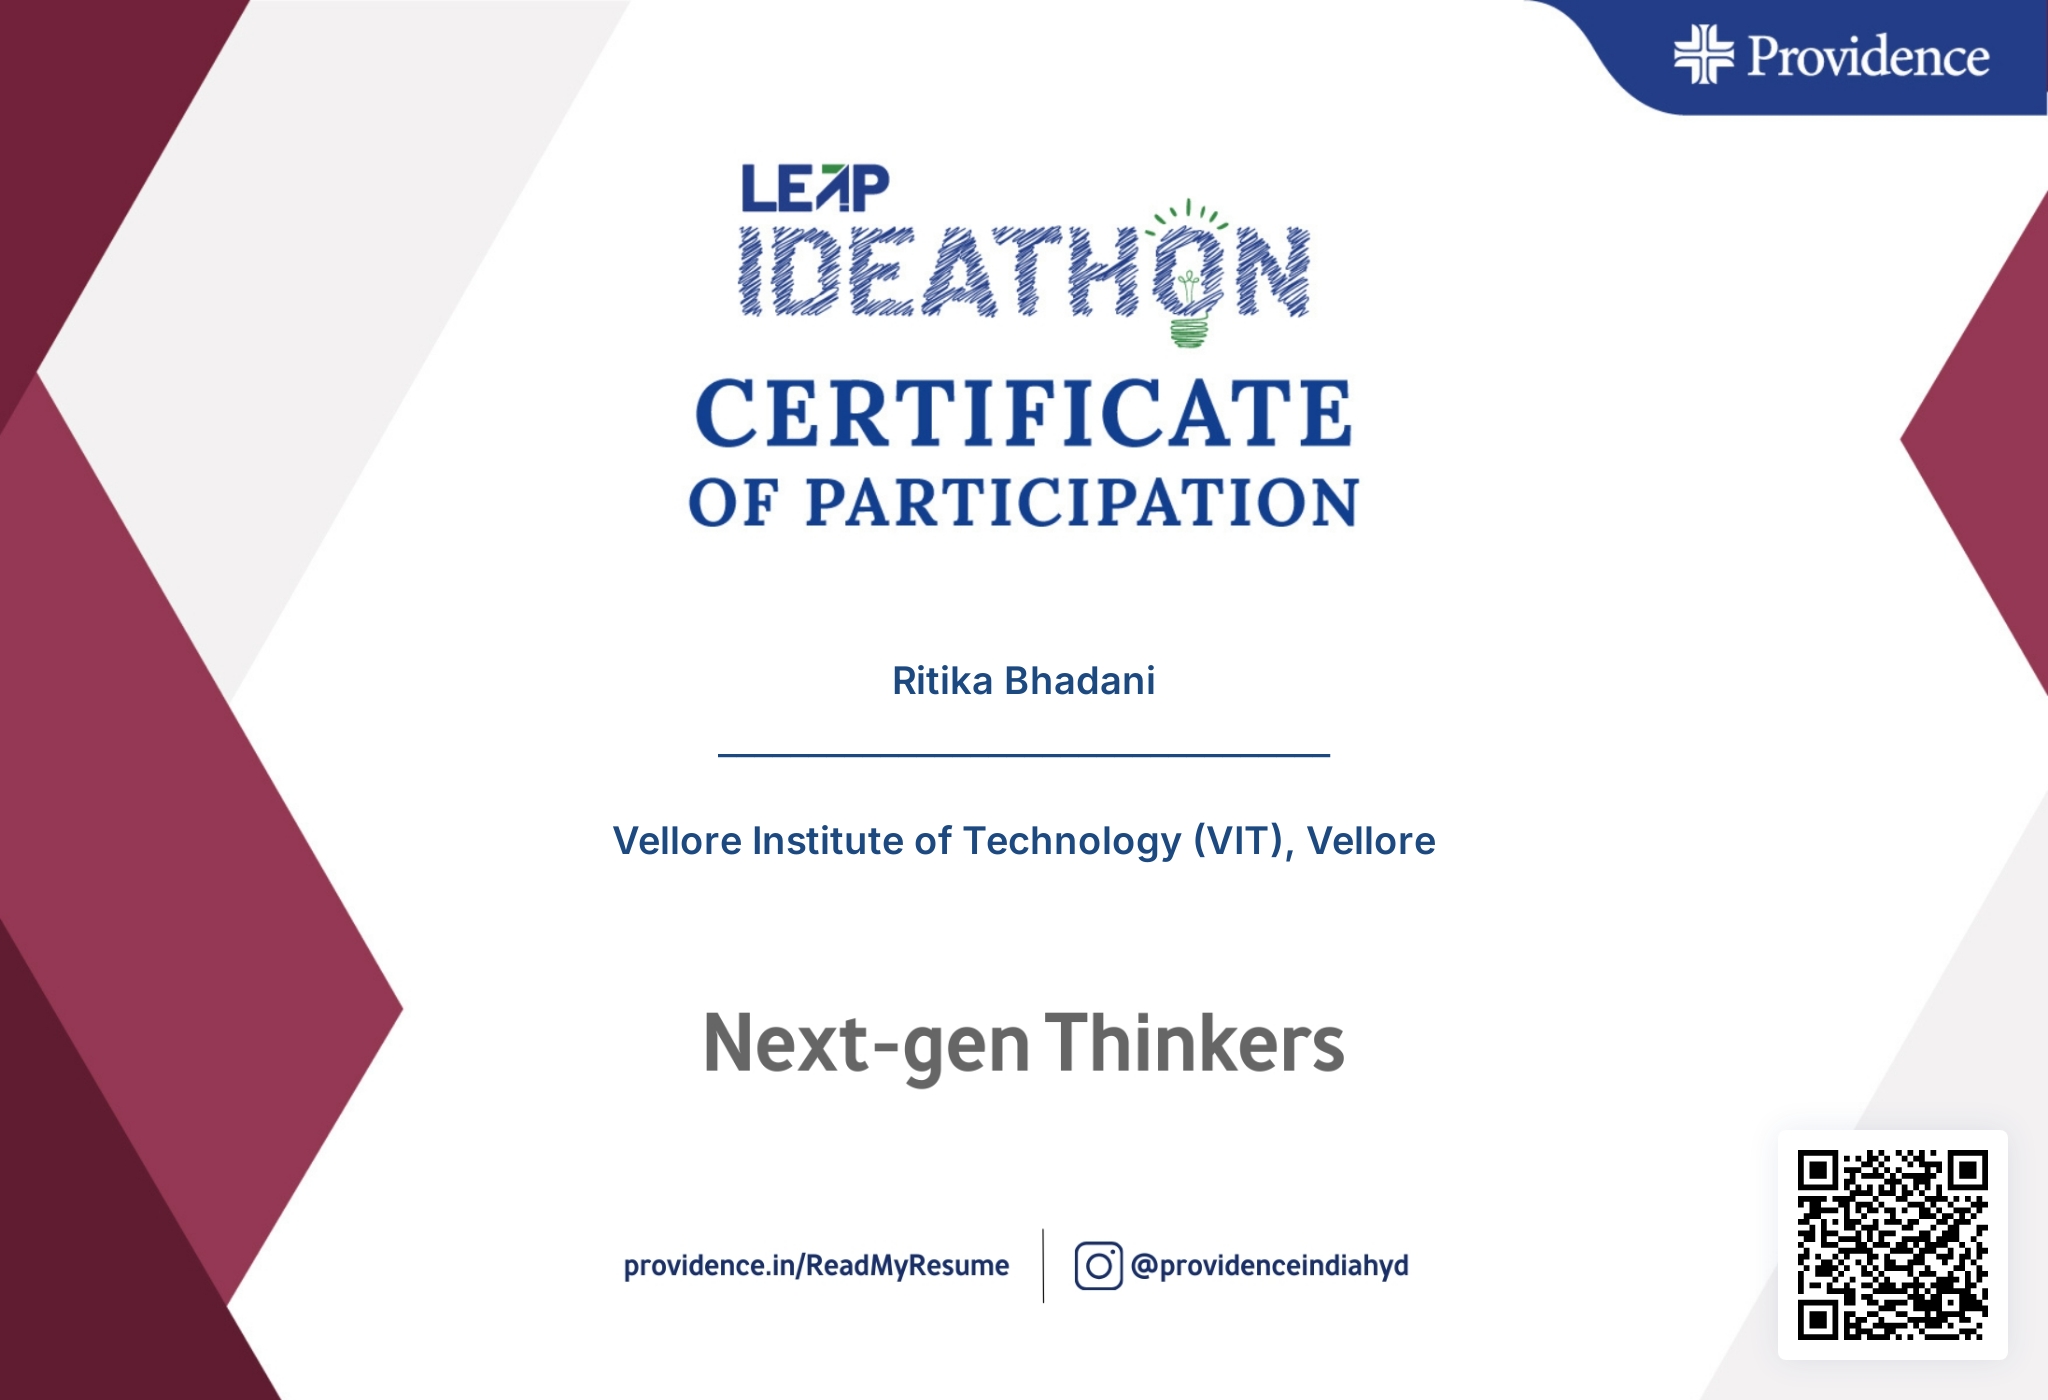 Providence
LEAP
IDEATHON
CERTIFICATE
OF PARTICIPATION
Ritika Bhadani
Vellore Institute of Technology (VIT), Vellore
Next-gen Thinkers
providence.in/ReadMyResume
@providenceindiahyd